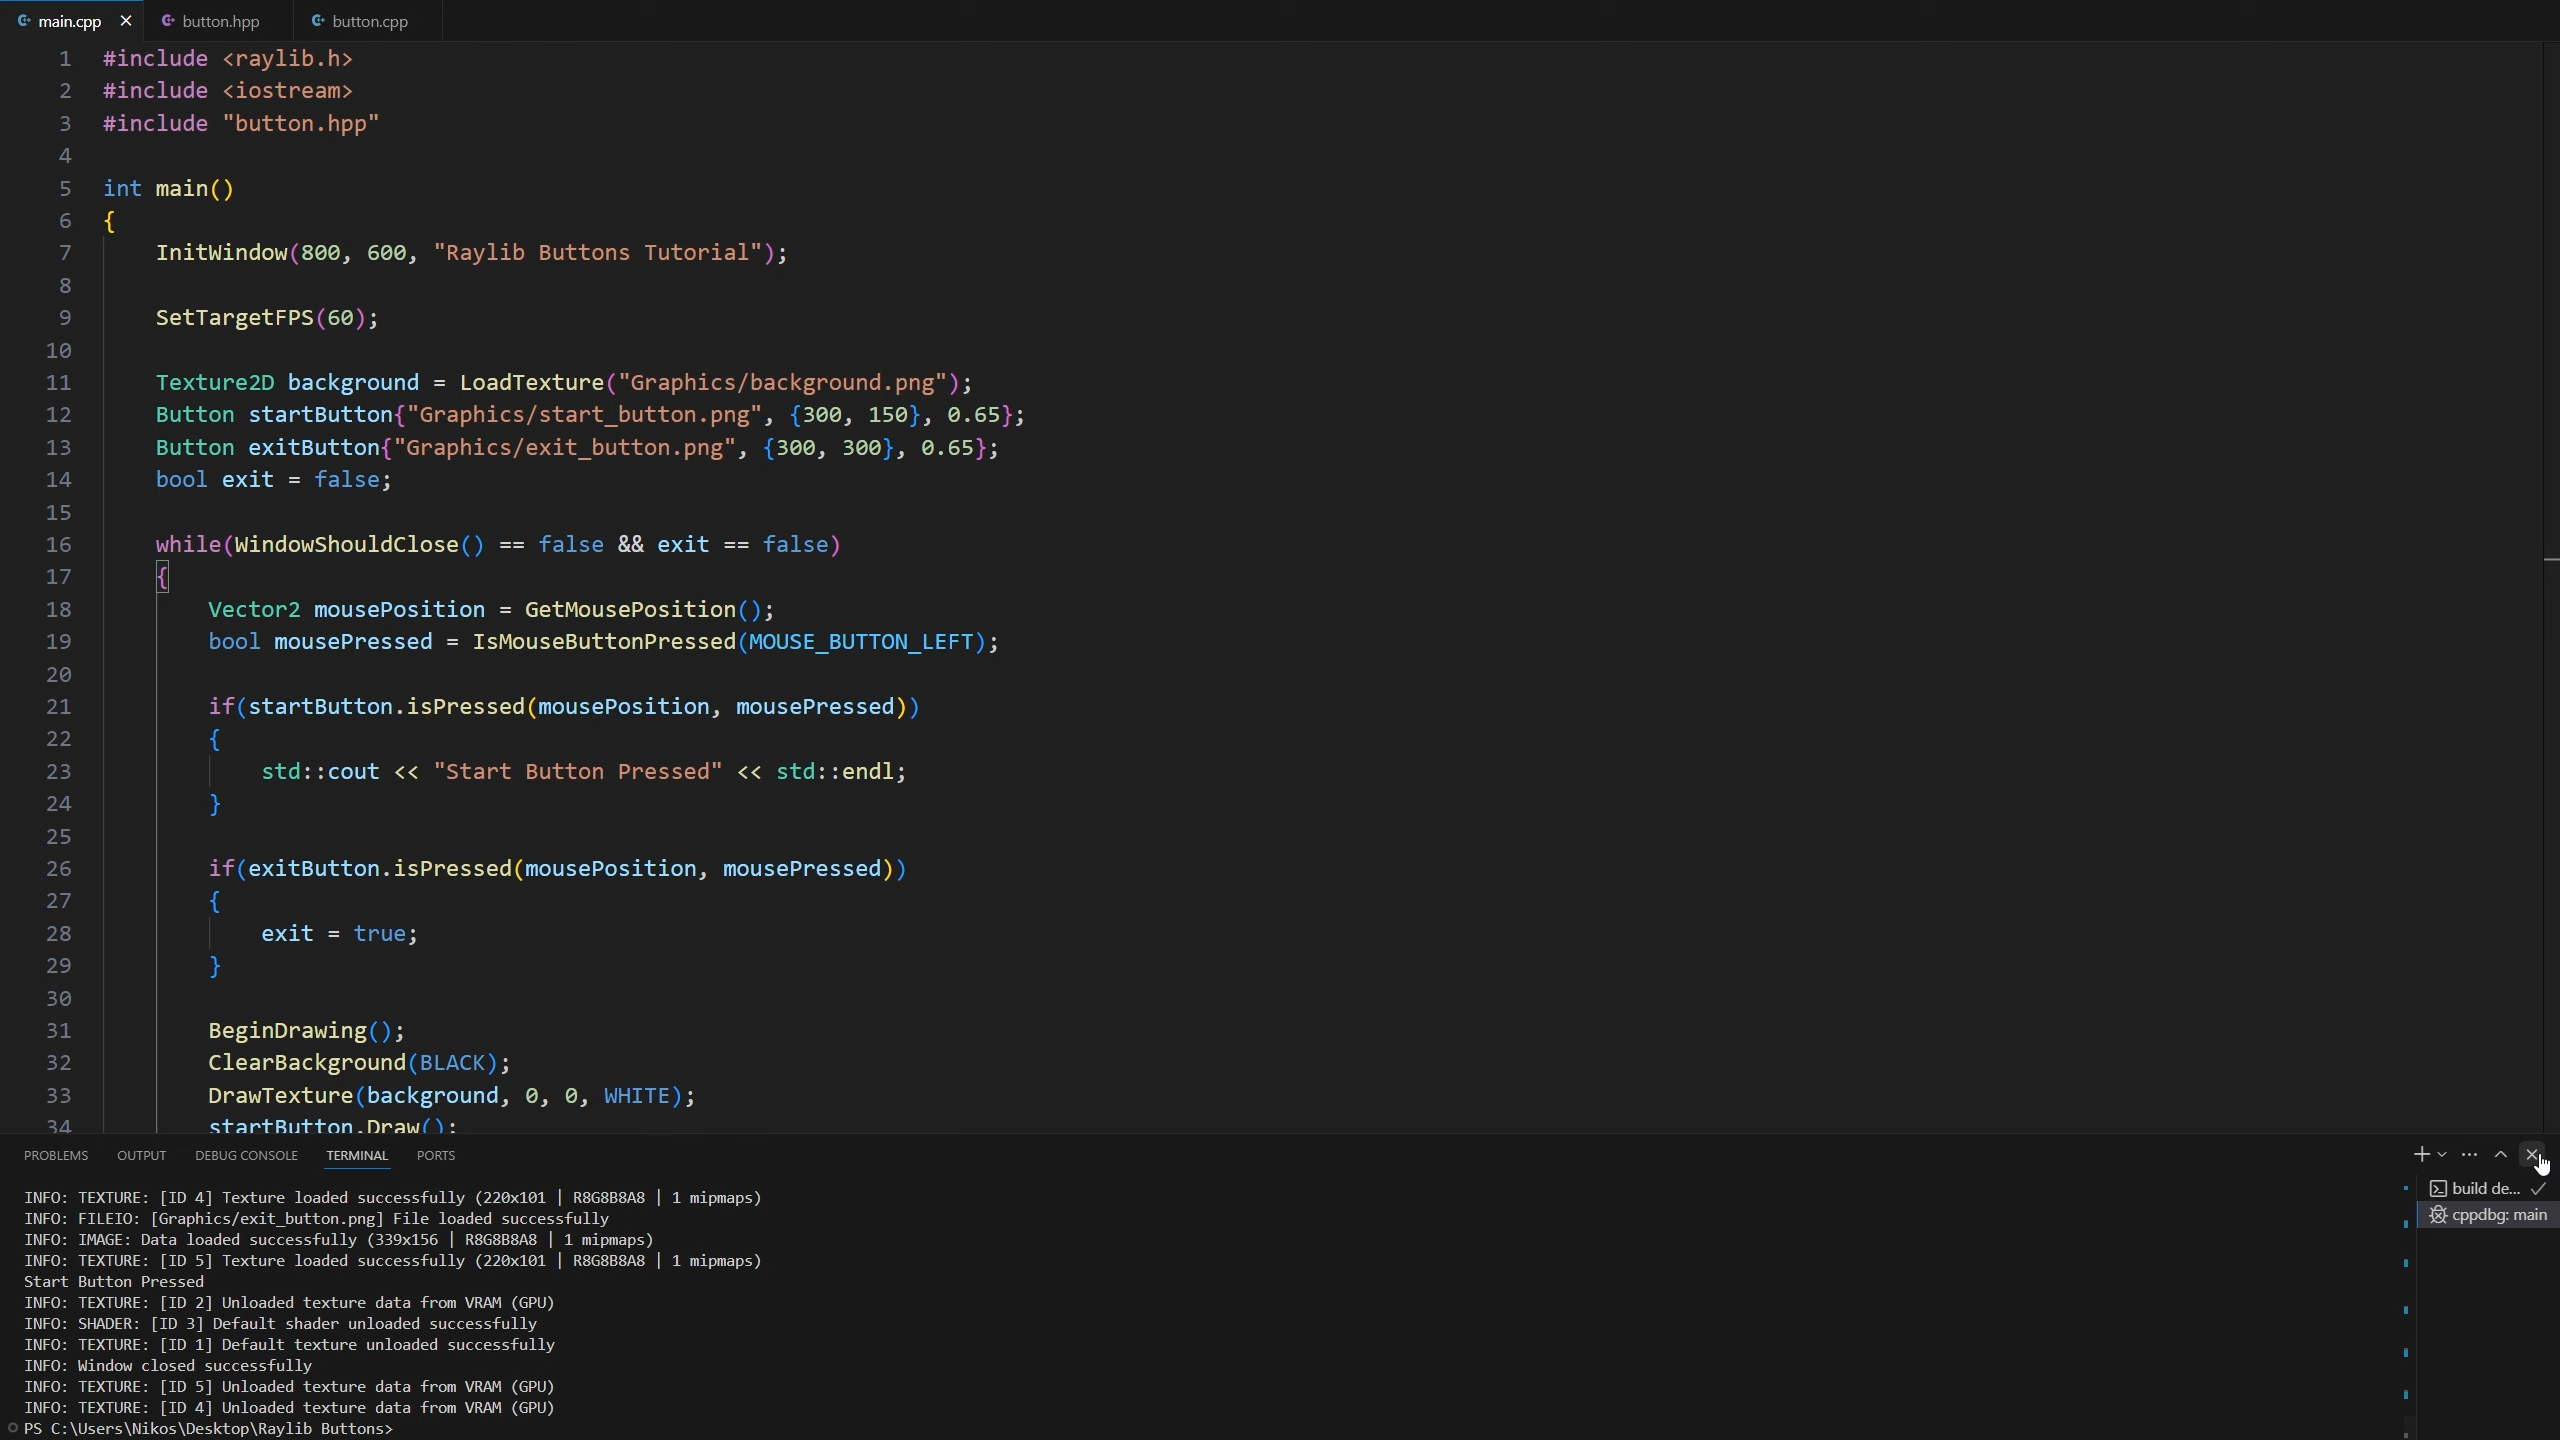 main.cpp button.hpp button.cpp
1 #include <raylib.h>
2 #include <iostream>
3 #include "button.hpp"
4
5 int main()
6 {
7 InitWindow(800, 600, "Raylib Buttons Tutorial");
8
9 SetTargetFPS(60);
10
11 Texture2D background = LoadTexture("Graphics/background.png");
12 Button startButton{"Graphics/start_button.png", {300, 150}, 0.65};
13 Button exitButton{"Graphics/exit_button.png", {300, 300}, 0.65};
14 bool exit = false;
15
16 while(WindowShouldClose() == false && exit == false)
17 {
18 Vector2 mousePosition = GetMousePosition();
19 bool mousePressed = IsMouseButtonPressed(MOUSE_BUTTON_LEFT);
20
21 if(startButton.isPressed(mousePosition, mousePressed))
22 {
23 std::cout << "Start Button Pressed" << std::endl;
24 }
25
26 if(exitButton.isPressed(mousePosition, mousePressed))
27 {
28 exit = true;
29 }
30
31 BeginDrawing();
32 ClearBackground(BLACK);
33 DrawTexture(background, 0, 0, WHITE);
34 startButton.Draw();
PROBLEMS OUTPUT DEBUG CONSOLE TERMINAL PORTS
INFO: TEXTURE: [ID 4] Texture loaded successfully (220x101 | R8G8B8A8 | 1 mipmaps)
INFO: FILEIO: [Graphics/exit_button.png] File loaded successfully
INFO: IMAGE: Data loaded successfully (339x156 | R8G8B8A8 | 1 mipmaps)
INFO: TEXTURE: [ID 5] Texture loaded successfully (220x101 | R8G8B8A8 | 1 mipmaps)
Start Button Pressed
INFO: TEXTURE: [ID 2] Unloaded texture data from VRAM (GPU)
INFO: SHADER: [ID 3] Default shader unloaded successfully
INFO: TEXTURE: [ID 1] Default texture unloaded successfully
INFO: Window closed successfully
INFO: TEXTURE: [ID 5] Unloaded texture data from VRAM (GPU)
INFO: TEXTURE: [ID 4] Unloaded texture data from VRAM (GPU)
PS C:\Users\Nikos\Desktop\Raylib Buttons>
build de...
cppdbg: main